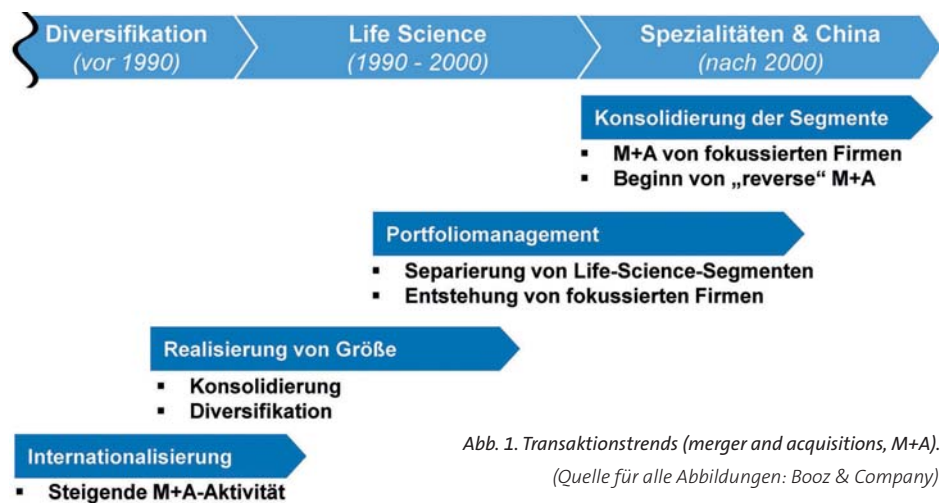 Diversifikation
(vor 1990)
Life Science
(1990 - 2000)
Spezialitäten & China
(nach 2000)
Konsolidierung der Segmente
▪ M+A von fokussierten Firmen
▪ Beginn von „reverse“ M+A
Portfoliomanagement
▪ Separierung von Life-Science-Segmenten
▪ Entstehung von fokussierten Firmen
Realisierung von Größe
▪ Konsolidierung
▪ Diversifikation
Internationalisierung
▪ Steigende M+A-Aktivität
Abb. 1. Transaktionstrends (merger and acquisitions, M+A).
(Quelle für alle Abbildungen: Booz & Company)